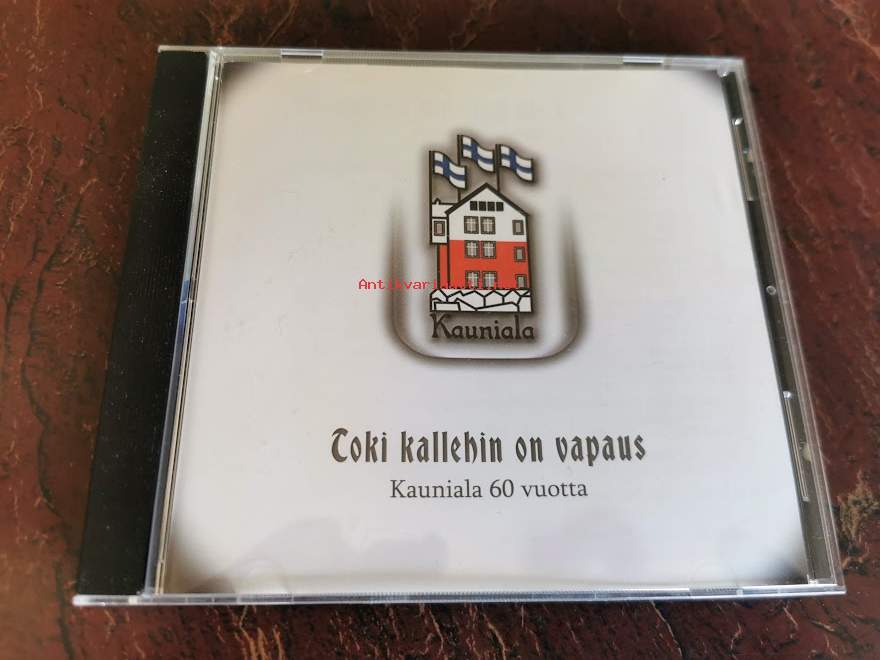 Kauniala
Toki kallehin on vapaus
Kauniala 60 vuotta